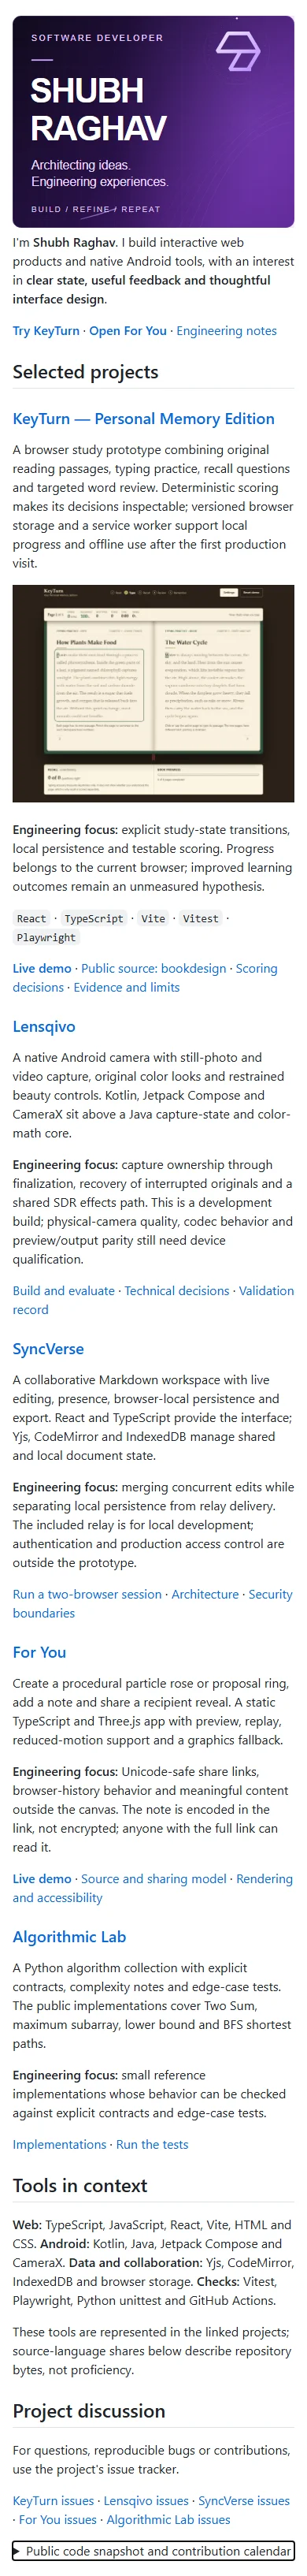 SOFTWARE DEVELOPER
SHUBH
RAGHAV
Architecting ideas.
Engineering experiences.
BUILD / REFINE / REPEAT
I'm Shubh Raghav. I build interactive web
products and native Android tools, with an interest
in clear state, useful feedback and thoughtful
interface design.
Try KeyTurn · Open For You · Engineering notes
Selected projects
KeyTurn — Personal Memory Edition
A browser study prototype combining original
reading passages, typing practice, recall questions
and targeted word review. Deterministic scoring
makes its decisions inspectable; versioned browser
storage and a service worker support local
progress and offline use after the first production
visit.
KeyTurn
How Plants Make Food
The Water Cycle
Engineering focus: explicit study-state transitions,
local persistence and testable scoring. Progress
belongs to the current browser; improved learning
outcomes remain an unmeasured hypothesis.
React · TypeScript · Vite · Vitest ·
Playwright
Live demo · Public source: bookdesign · Scoring
decisions · Evidence and limits
Lensqivo
A native Android camera with still-photo and
video capture, original color looks and restrained
beauty controls. Kotlin, Jetpack Compose and
CameraX sit above a Java capture-state and color-
math core.
Engineering focus: capture ownership through
finalization, recovery of interrupted originals and a
shared SDR effects path. This is a development
build; physical-camera quality, codec behavior and
preview/output parity still need device
qualification.
Build and evaluate · Technical decisions · Validation
record
SyncVerse
A collaborative Markdown workspace with live
editing, presence, browser-local persistence and
export. React and TypeScript provide the interface;
Yjs, CodeMirror and IndexedDB manage shared
and local document state.
Engineering focus: merging concurrent edits while
separating local persistence from relay delivery.
The included relay is for local development;
authentication and production access control are
outside the prototype.
Run a two-browser session · Architecture · Security
boundaries
For You
Create a procedural particle rose or proposal ring,
add a note and share a recipient reveal. A static
TypeScript and Three.js app with preview, replay,
reduced-motion support and a graphics fallback.
Engineering focus: Unicode-safe share links,
browser-history behavior and meaningful content
outside the canvas. The note is encoded in the
link, not encrypted; anyone with the full link can
read it.
Live demo · Source and sharing model · Rendering
and accessibility
Algorithmic Lab
A Python algorithm collection with explicit
contracts, complexity notes and edge-case tests.
The public implementations cover Two Sum,
maximum subarray, lower bound and BFS shortest
paths.
Engineering focus: small reference
implementations whose behavior can be checked
against explicit contracts and edge-case tests.
Implementations · Run the tests
Tools in context
Web: TypeScript, JavaScript, React, Vite, HTML and
CSS. Android: Kotlin, Java, Jetpack Compose and
CameraX. Data and collaboration: Yjs, CodeMirror,
IndexedDB and browser storage. Checks: Vitest,
Playwright, Python unittest and GitHub Actions.
These tools are represented in the linked projects;
source-language shares below describe repository
bytes, not proficiency.
Project discussion
For questions, reproducible bugs or contributions,
use the project's issue tracker.
KeyTurn issues · Lensqivo issues · SyncVerse issues
· For You issues · Algorithmic Lab issues
Public code snapshot and contribution calendar